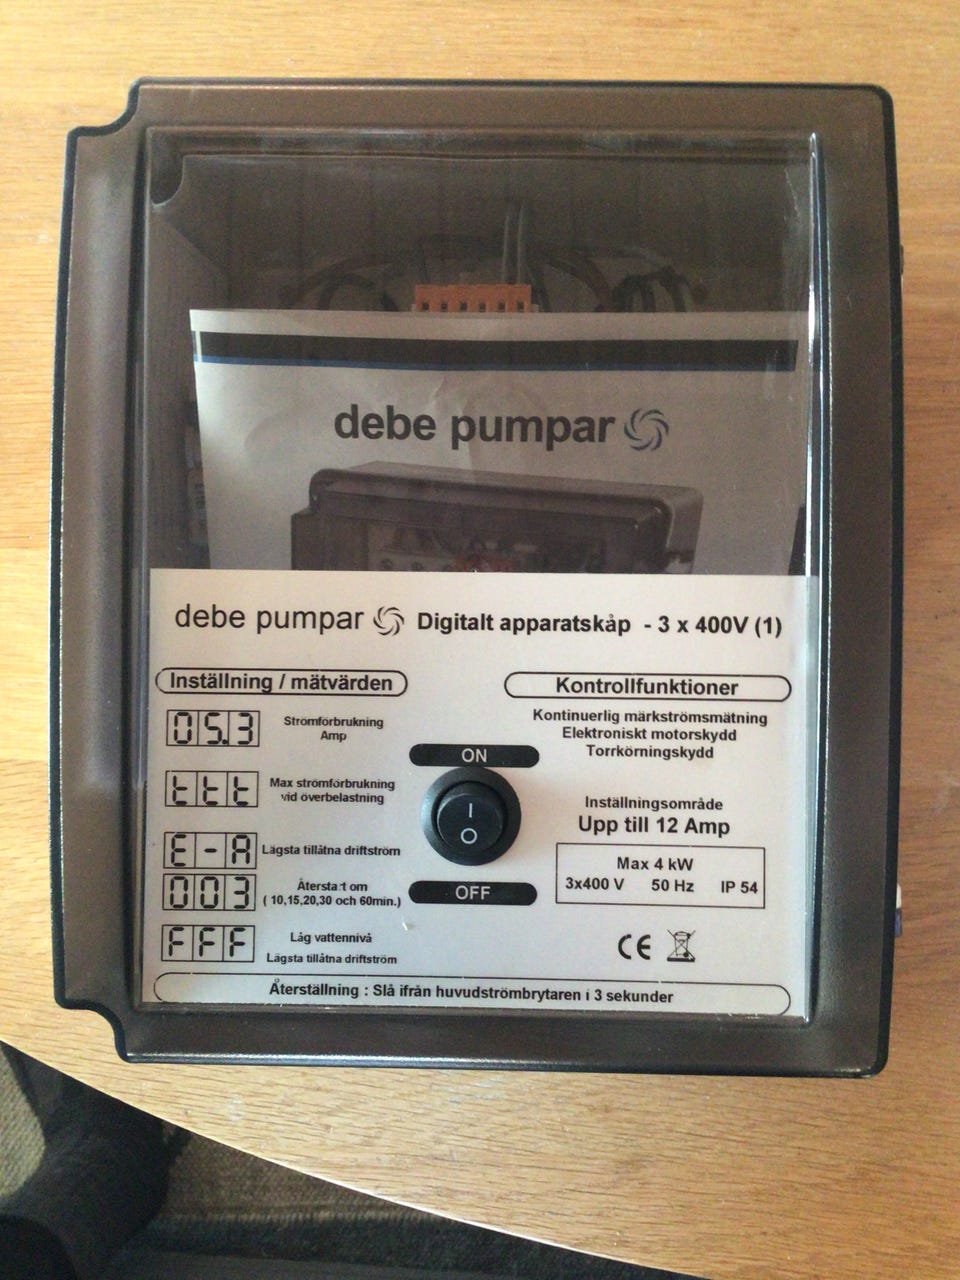 debe pumpar
debe pumpar Digitalt apparatskåp - 3 x 400V (1)
Inställning / mätvärden
05.3 Strömförbrukning
Amp
ttt Max strömförbrukning
vid överbelastning
E-A Lägsta tillåtna driftström
003 Återstart om
( 10,15,20,30 och 60min.)
FFF Låg vattennivå
Lägsta tillåtna driftström
ON
I
O
OFF
Kontrollfunktioner
Kontinuerlig märkströmsmätning
Elektroniskt motorskydd
Torrkörningskydd
Inställningsområde
Upp till 12 Amp
Max 4 kW
3x400 V 50 Hz IP 54
CE
Återställning : Slå ifrån huvudströmbrytaren i 3 sekunder